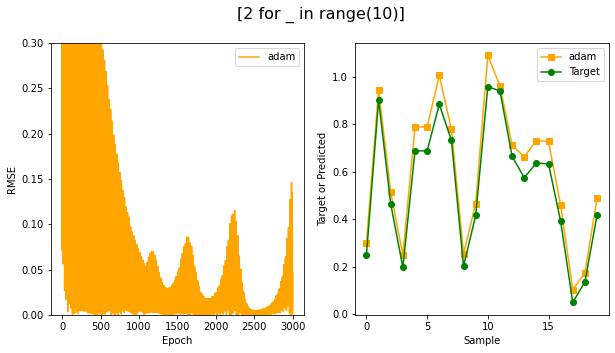 [2 for _ in range(10)]
0.30
0.25
0.20
0.15
0.10
0.05
0.00
RMSE
0 500 1000 1500 2000 2500 3000
Epoch
adam
1.0
0.8
0.6
0.4
0.2
0.0
Target or Predicted
0 5 10 15
Sample
adam
Target